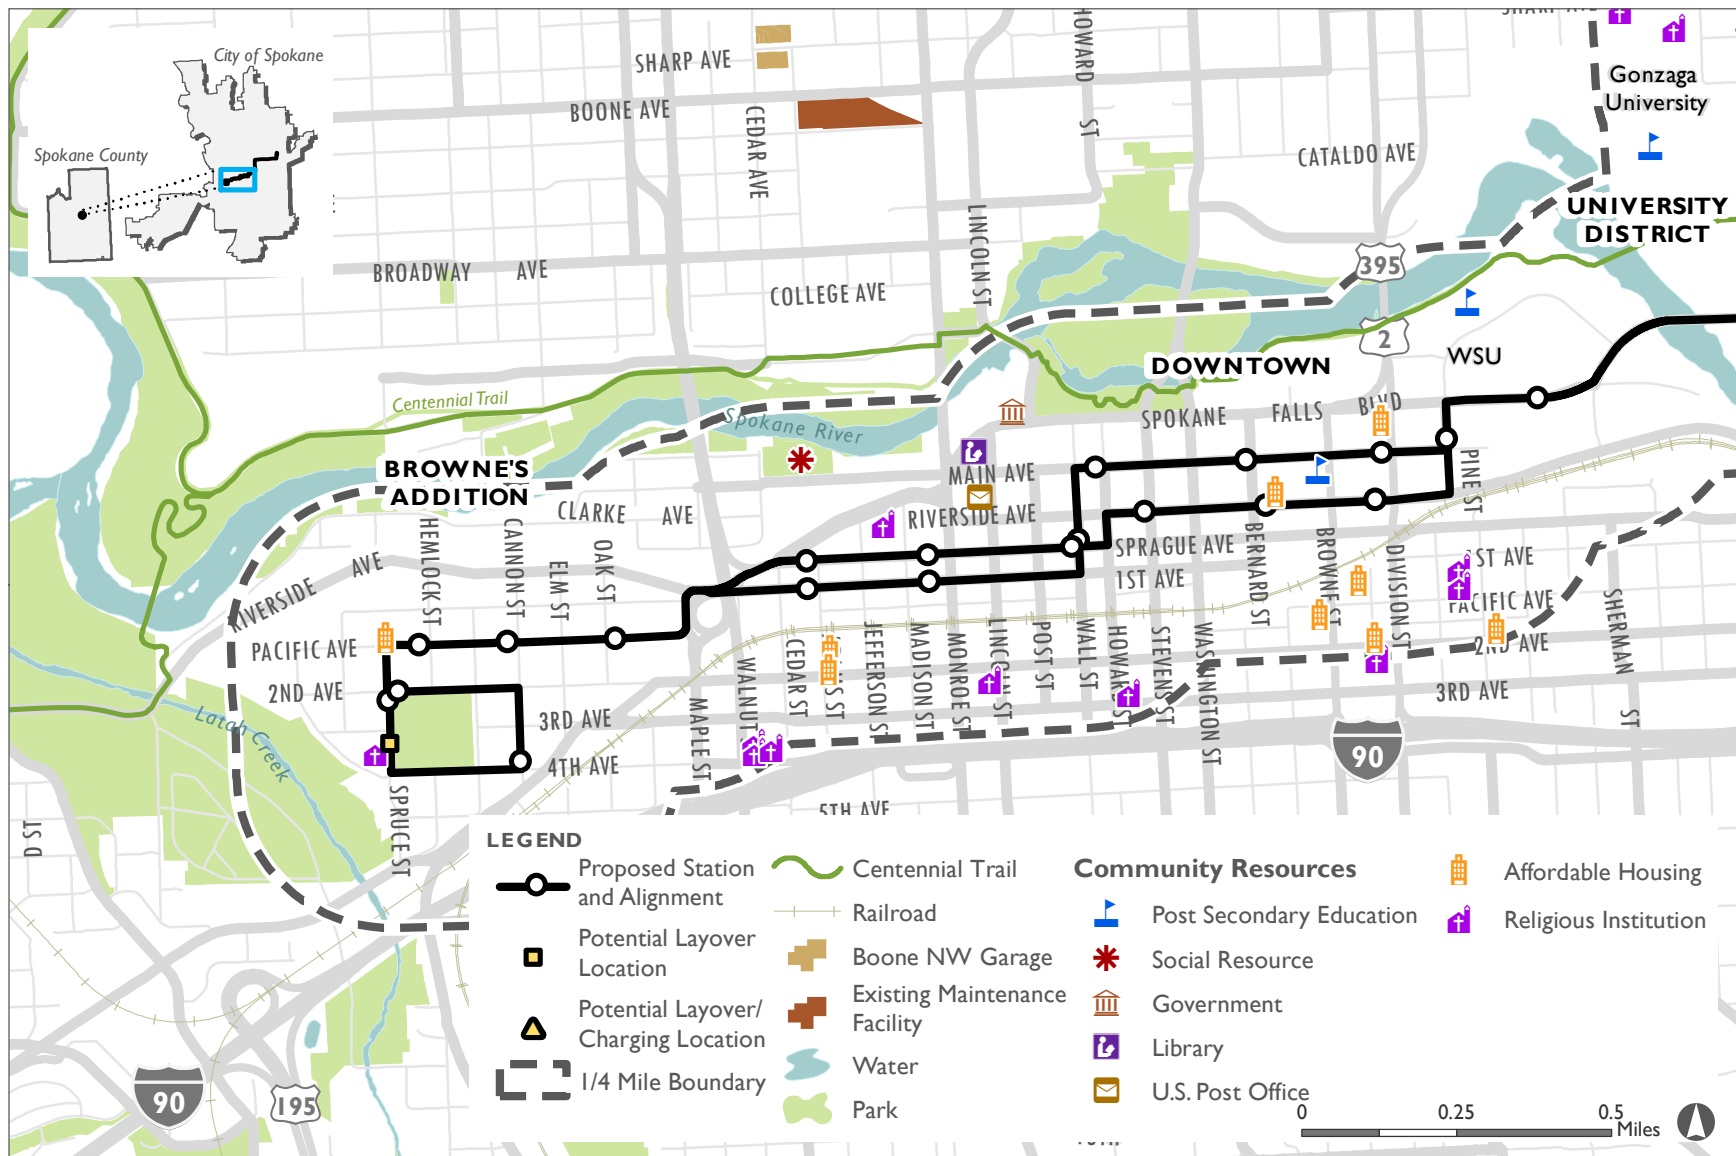 City of Spokane
Spokane County
SHARP AVE
BOONE AVE
CEDAR AVE
HOWARD ST
CATALDO AVE
Gonzaga
University
UNIVERSITY
DISTRICT
BROADWAY AVE
COLLEGE AVE
LINCOLN ST
395
2
WSU
DOWNTOWN
Centennial Trail
Spokane River
SPOKANE FALLS BLVD
BROWNE'S
ADDITION
MAIN AVE
CLARKE AVE
RIVERSIDE AVE
PINE ST
HEMLOCK ST
CANNON ST
ELM ST
OAK ST
RIVERSIDE AVE
SPRAGUE AVE
1ST AVE
BERNARD ST
BROWNE ST
DIVISION ST
1ST AVE
PACIFIC AVE
2ND AVE
3RD AVE
SHERMAN ST
PACIFIC AVE
2ND AVE
3RD AVE
4TH AVE
5TH AVE
MAPLE ST
WALNUT
CEDAR ST
JEFFERSON ST
MADISON ST
MONROE ST
LINCOLN ST
POST ST
WALL ST
HOWARD ST
STEVENS ST
WASHINGTON ST
90
Latah Creek
SPRUCE ST
D ST
90
195
LEGEND
Proposed Station
and Alignment
Potential Layover
Location
Potential Layover/
Charging Location
1/4 Mile Boundary
Centennial Trail
Railroad
Boone NW Garage
Existing Maintenance
Facility
Water
Park
Community Resources
Post Secondary Education
Social Resource
Government
Library
U.S. Post Office
Affordable Housing
Religious Institution
0 0.25 0.5
Miles